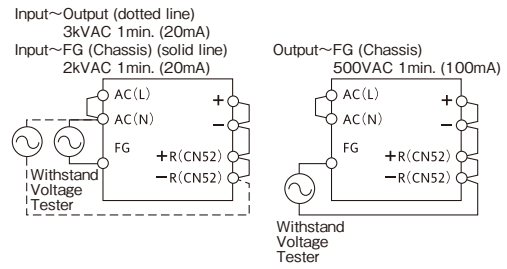 Input～Output (dotted line)
3kVAC 1min. (20mA)
Input～FG (Chassis) (solid line)
2kVAC 1min. (20mA)
AC(L)
AC(N)
FG
+
−
+R(CN52)
−R(CN52)
Withstand
Voltage
Tester
Output～FG (Chassis)
500VAC 1min. (100mA)
AC(L)
AC(N)
FG
+
−
+R(CN52)
−R(CN52)
Withstand
Voltage
Tester